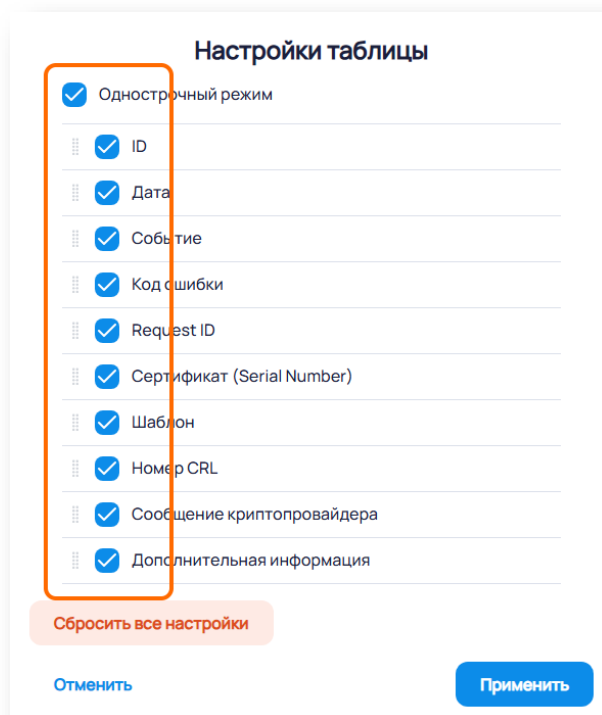 Настройки таблицы
Однострочный режим
ID
Дата
Событие
Код ошибки
Request ID
Сертификат (Serial Number)
Шаблон
Номер CRL
Сообщение криптопровайдера
Дополнительная информация
Сбросить все настройки
Отменить
Применить